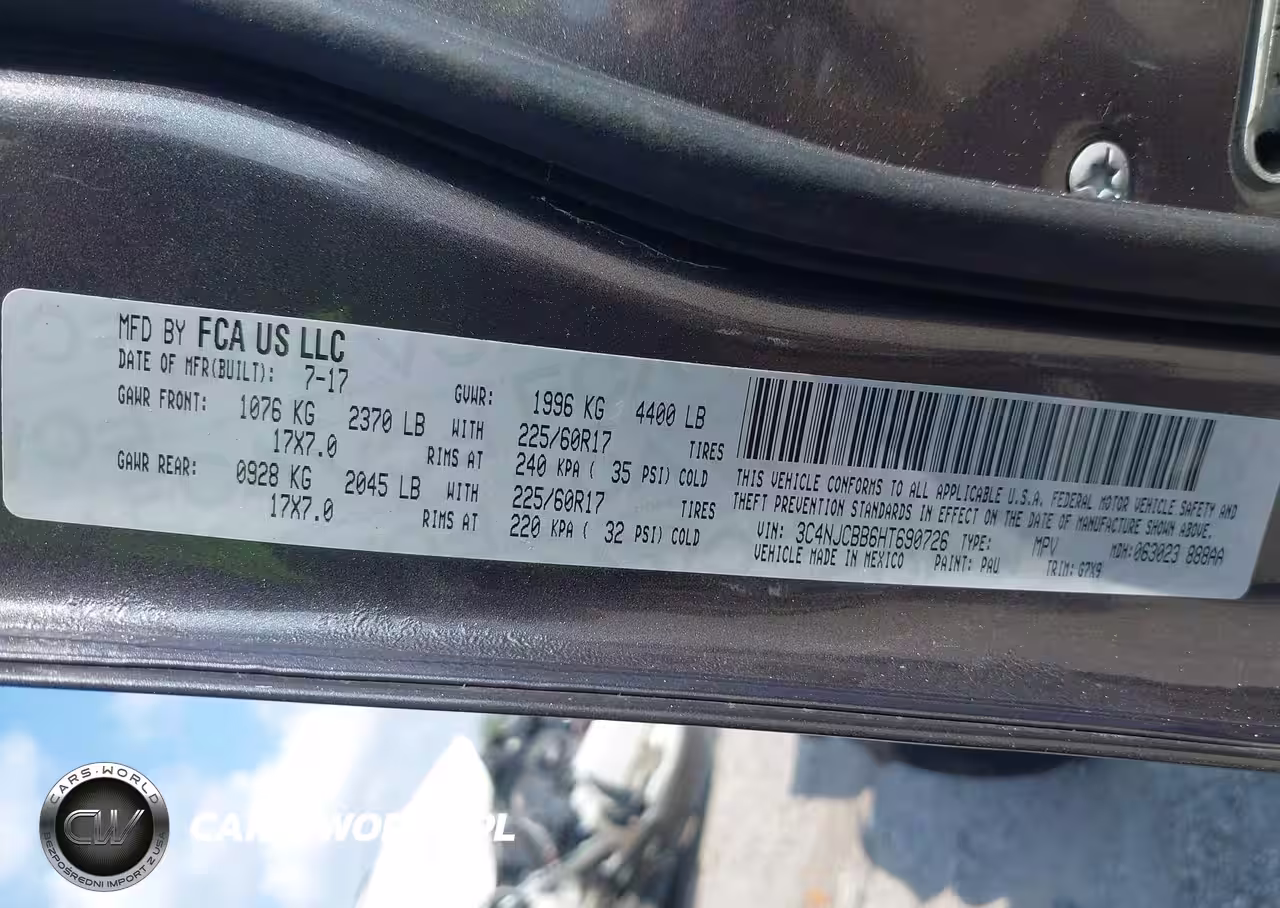 MFD BY FCA US LLC
DATE OF MFR(BUILT): 7-17
GVWR: 1996 KG 4400 LB
GAWR FRONT: 1076 KG 2370 LB WITH 225/60R17 TIRES
17X7.0 RIMS AT 240 KPA ( 35 PSI) COLD
GAWR REAR: 0928 KG 2045 LB WITH 225/60R17 TIRES
17X7.0 RIMS AT 220 KPA ( 32 PSI) COLD
THIS VEHICLE CONFORMS TO ALL APPLICABLE U.S.A. FEDERAL MOTOR VEHICLE SAFETY AND
THEFT PREVENTION STANDARDS IN EFFECT ON THE DATE OF MANUFACTURE SHOWN ABOVE.
VIN: 3C4NJCBB6HT690726 TYPE: MPV MDH: 063023 888AA
VEHICLE MADE IN MEXICO PAINT: PAU TRIM: G7X9
CARS-WORLD
CW
BEZPOŚREDNI IMPORT Z USA